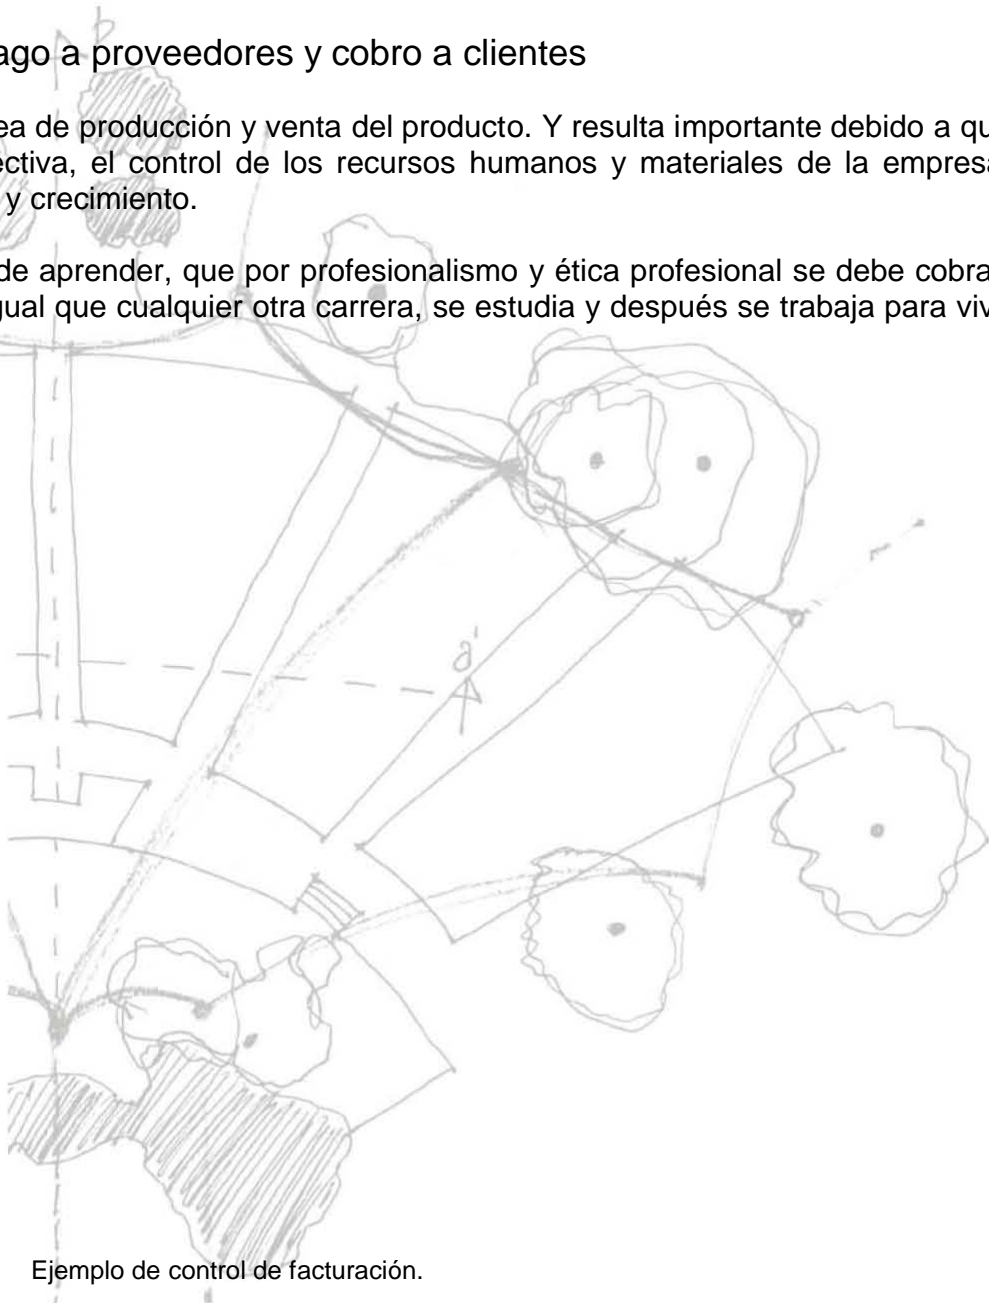 ago a proveedores y cobro a clientes
ea de producción y venta del producto. Y resulta importante debido a qu
ectiva, el control de los recursos humanos y materiales de la empresa
y crecimiento.
de aprender, que por profesionalismo y ética profesional se debe cobra
gual que cualquier otra carrera, se estudia y después se trabaja para viv
a'
Ejemplo de control de facturación.